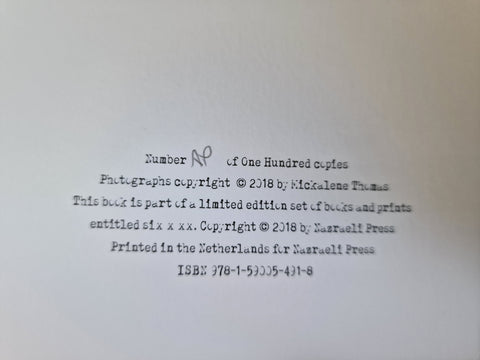 Number AP of One Hundred copies
Photographs copyright © 2018 by Mickalene Thomas
This book is part of a limited edition set of books and prints
entitled six x xx. Copyright © 2018 by Nazraeli Press
Printed in the Netherlands for Nazraeli Press
ISBN 978-1-59005-491-8